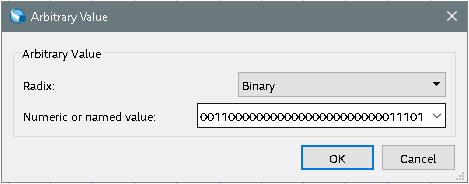 Arbitrary Value
Arbitrary Value
Radix:
Binary
Numeric or named value:
00110000000000000000000000011101
OK
Cancel